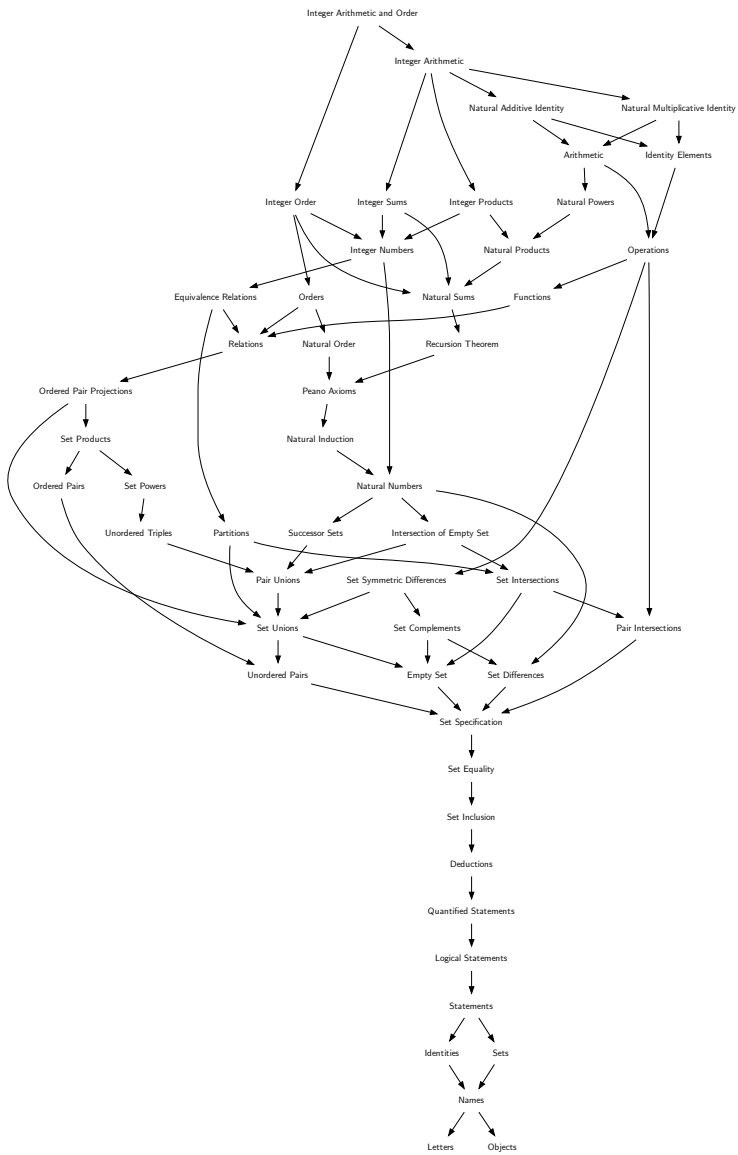 Integer Arithmetic and Order
Integer Arithmetic
Natural Additive Identity
Natural Multiplicative Identity
Arithmetic
Identity Elements
Integer Order
Integer Sums
Integer Products
Natural Powers
Integer Numbers
Natural Products
Operations
Equivalence Relations
Orders
Natural Sums
Functions
Relations
Natural Order
Recursion Theorem
Ordered Pair Projections
Peano Axioms
Set Products
Natural Induction
Ordered Pairs
Set Powers
Natural Numbers
Unordered Triples
Partitions
Successor Sets
Intersection of Empty Set
Pair Unions
Set Symmetric Differences
Set Intersections
Set Unions
Set Complements
Pair Intersections
Unordered Pairs
Empty Set
Set Differences
Set Specification
Set Equality
Set Inclusion
Deductions
Quantified Statements
Logical Statements
Statements
Identities
Sets
Names
Letters
Objects